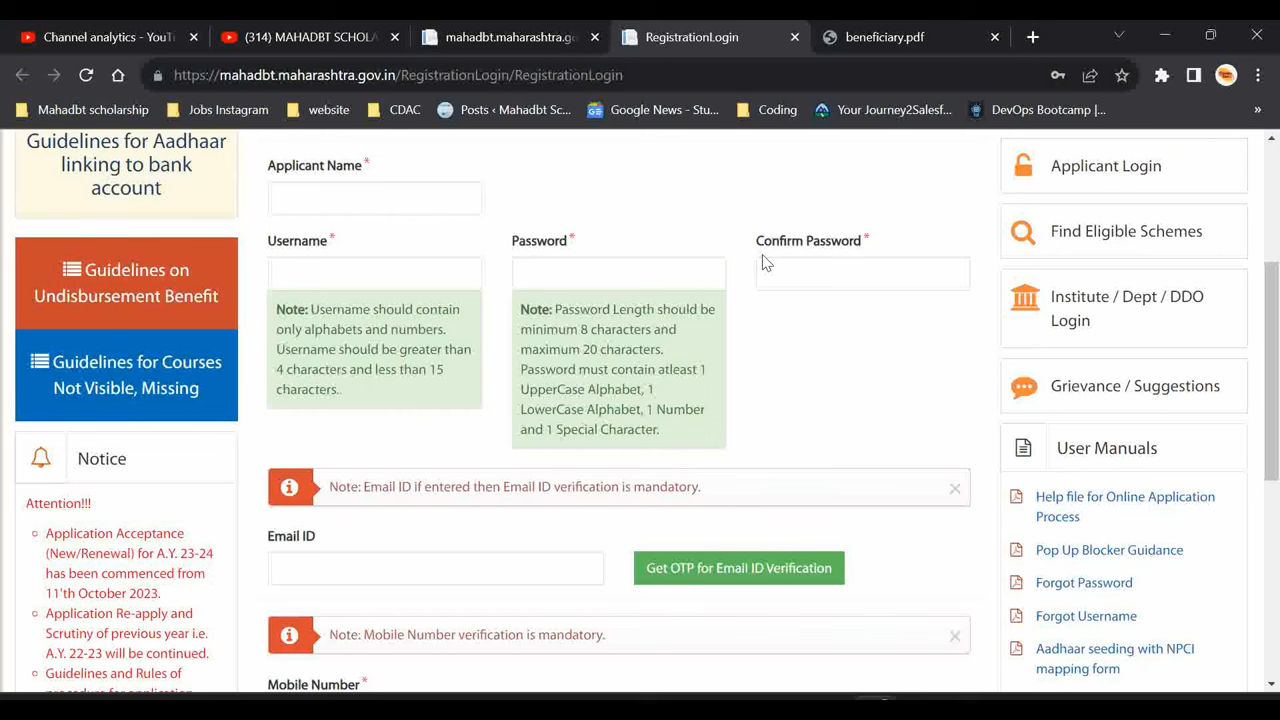 Channel analytics - YouTu
(314) MAHADBT SCHOLA
mahadbt.maharashtra.go
RegistrationLogin
beneficiary.pdf
https://mahadbt.maharashtra.gov.in/RegistrationLogin/RegistrationLogin
Mahadbt scholarship
Jobs Instagram
website
CDAC
Posts ‹ Mahadbt Sc...
Google News - Stu...
Coding
Your Journey2Salesf...
DevOps Bootcamp |...
»
Guidelines for Aadhaar
linking to bank
account
Guidelines on
Undisbursement Benefit
Guidelines for Courses
Not Visible, Missing
Notice
Attention!!!
Application Acceptance
(New/Renewal) for A.Y. 23-24
has been commenced from
11'th October 2023.
Application Re-apply and
Scrutiny of previous year i.e.
A.Y. 22-23 will be continued.
Guidelines and Rules of
Applicant Name *
Username *
Password *
Confirm Password *
Note: Username should contain
only alphabets and numbers.
Username should be greater than
4 characters and less than 15
characters.
Note: Password Length should be
minimum 8 characters and
maximum 20 characters.
Password must contain atleast 1
UpperCase Alphabet, 1
LowerCase Alphabet, 1 Number
and 1 Special Character.
Note: Email ID if entered then Email ID verification is mandatory.
Email ID
Get OTP for Email ID Verification
Note: Mobile Number verification is mandatory.
Mobile Number *
Applicant Login
Find Eligible Schemes
Institute / Dept / DDO
Login
Grievance / Suggestions
User Manuals
Help file for Online Application
Process
Pop Up Blocker Guidance
Forgot Password
Forgot Username
Aadhaar seeding with NPCI
mapping form